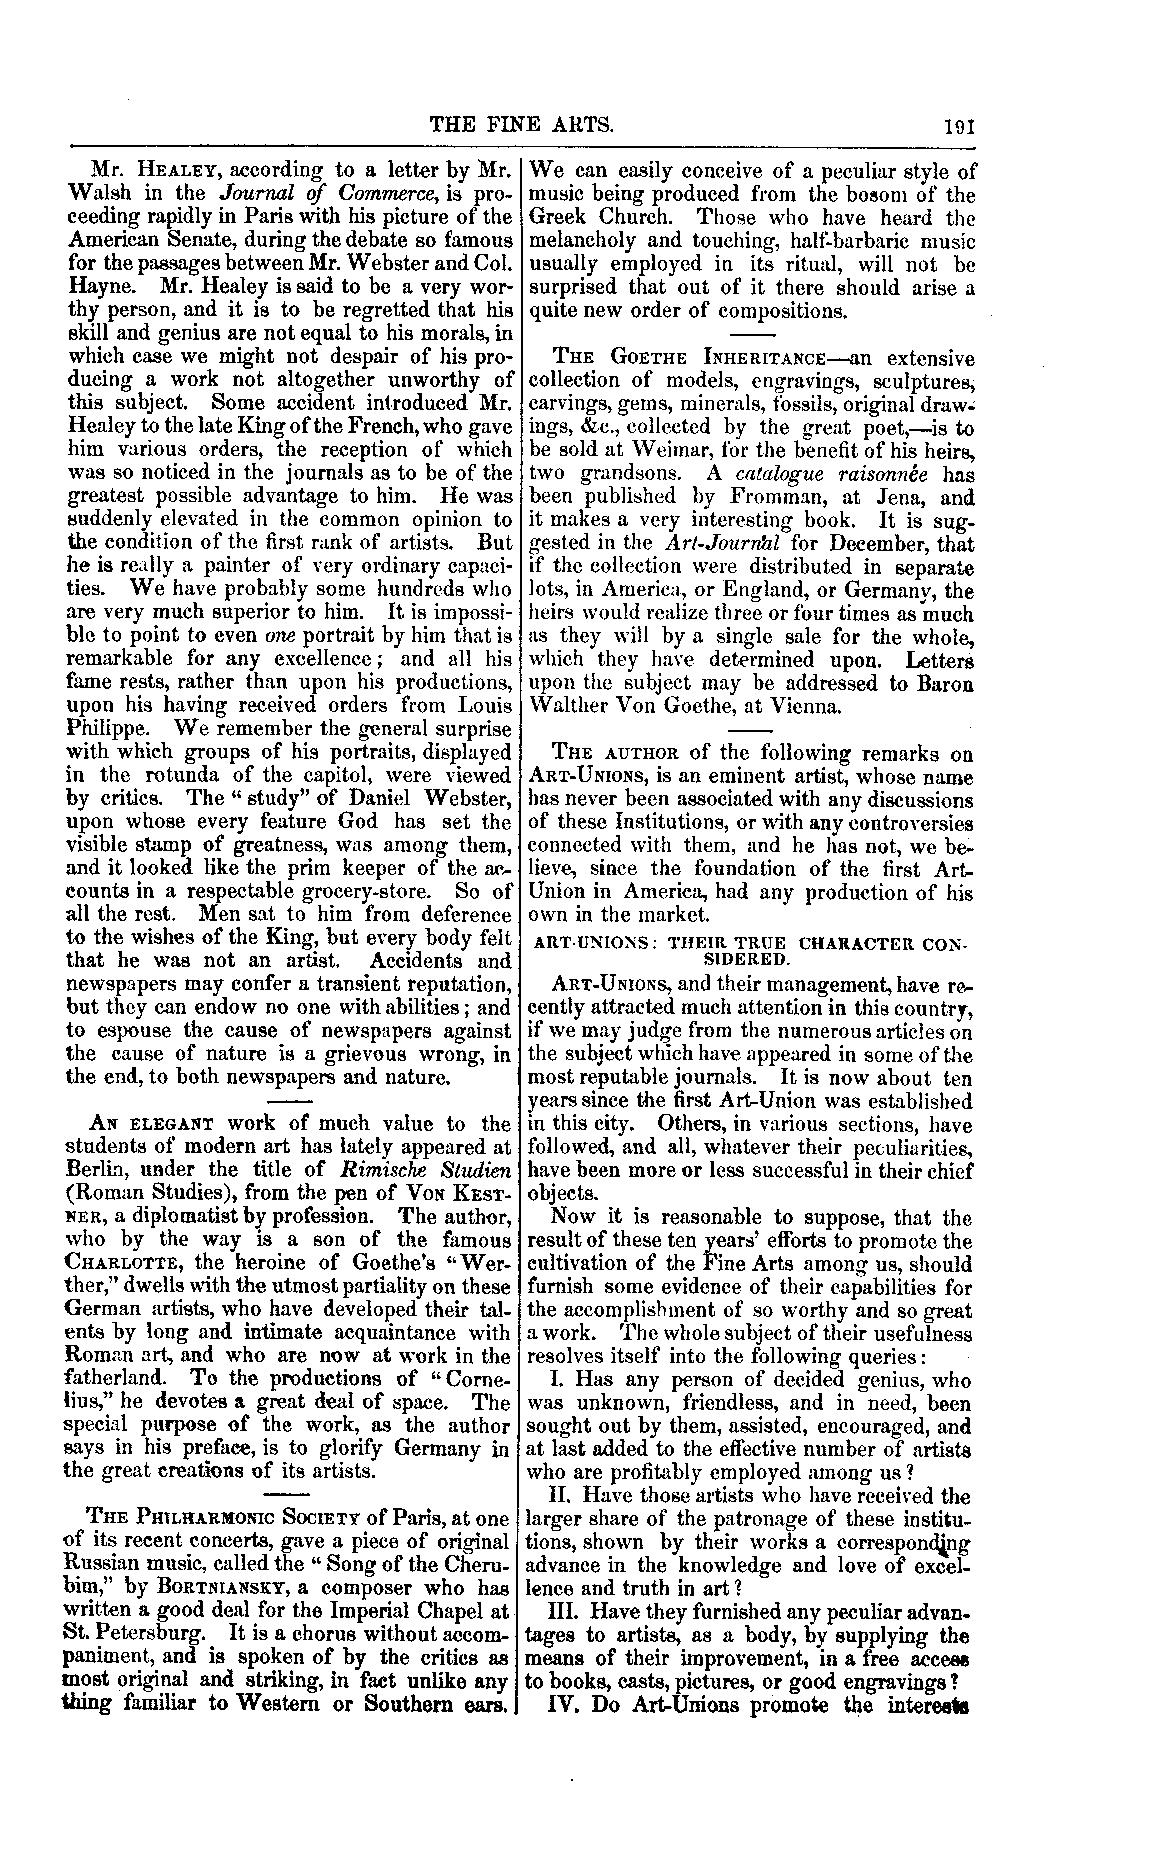 THE FINE ARTS. 191
Mr. HEALEY, according to a letter by Mr.
Walsh in the Journal of Commerce, is pro-
ceeding rapidly in Paris with his picture of the
American Senate, during the debate so famous
for the passages between Mr. Webster and Col.
Hayne. Mr. Healey is said to be a very wor-
thy person, and it is to be regretted that his
skill and genius are not equal to his morals, in
which case we might not despair of his pro-
ducing a work not altogether unworthy of
this subject. Some accident introduced Mr.
Healey to the late King of the French, who gave
him various orders, the reception of which
was so noticed in the journals as to be of the
greatest possible advantage to him. He was
suddenly elevated in the common opinion to
the condition of the first rank of artists. But
he is really a painter of very ordinary capaci-
ties. We have probably some hundreds who
are very much superior to him. It is impossi-
ble to point to even one portrait by him that is
remarkable for any excellence; and all his
fame rests, rather than upon his productions,
upon his having received orders from Louis
Philippe. We remember the general surprise
with which groups of his portraits, displayed
in the rotunda of the capitol, were viewed
by critics. The "study" of Daniel Webster,
upon whose every feature God has set the
visible stamp of greatness, was among them,
and it looked like the prim keeper of the ac-
counts in a respectable grocery-store. So of
all the rest. Men sat to him from deference
to the wishes of the King, but every body felt
that he was not an artist. Accidents and
newspapers may confer a transient reputation,
but they can endow no one with abilities; and
to espouse the cause of newspapers against
the cause of nature is a grievous wrong, in
the end, to both newspapers and nature.
AN ELEGANT work of much value to the
students of modern art has lately appeared at
Berlin, under the title of Rimische Studien
(Roman Studies), from the pen of VON KEST-
NER, a diplomatist by profession. The author,
who by the way is a son of the famous
CHARLOTTE, the heroine of Goethe's "Wer-
ther," dwells with the utmost partiality on these
German artists, who have developed their tal-
ents by long and intimate acquaintance with
Roman art, and who are now at work in the
fatherland. To the productions of "Corne-
lius," he devotes a great deal of space. The
special purpose of the work, as the author
says in his preface, is to glorify Germany in
the great creations of its artists.
THE PHILHARMONIC SOCIETY of Paris, at one
of its recent concerts, gave a piece of original
Russian music, called the "Song of the Cheru-
bim," by BORTNIANSKY, a composer who has
written a good deal for the Imperial Chapel at
St. Petersburg. It is a chorus without accom-
paniment, and is spoken of by the critics as
most original and striking, in fact unlike any
thing familiar to Western or Southern ears.
We can easily conceive of a peculiar style of
music being produced from the bosom of the
Greek Church. Those who have heard the
melancholy and touching, half-barbaric music
usually employed in its ritual, will not be
surprised that out of it there should arise a
quite new order of compositions.
THE GOETHE INHERITANCE—an extensive
collection of models, engravings, sculptures,
carvings, gems, minerals, fossils, original draw-
ings, &c., collected by the great poet,—is to
be sold at Weimar, for the benefit of his heirs,
two grandsons. A catalogue raisonnée has
been published by Fromman, at Jena, and
it makes a very interesting book. It is sug-
gested in the Art-Journal for December, that
if the collection were distributed in separate
lots, in America, or England, or Germany, the
heirs would realize three or four times as much
as they will by a single sale for the whole,
which they have determined upon. Letters
upon the subject may be addressed to Baron
Walther Von Goethe, at Vienna.
THE AUTHOR of the following remarks on
ART-UNIONS, is an eminent artist, whose name
has never been associated with any discussions
of these Institutions, or with any controversies
connected with them, and he has not, we be-
lieve, since the foundation of the first Art-
Union in America, had any production of his
own in the market.
ART-UNIONS: THEIR TRUE CHARACTER CON-
SIDERED.
ART-UNIONS, and their management, have re-
cently attracted much attention in this country,
if we may judge from the numerous articles on
the subject which have appeared in some of the
most reputable journals. It is now about ten
years since the first Art-Union was established
in this city. Others, in various sections, have
followed, and all, whatever their peculiarities,
have been more or less successful in their chief
objects.
Now it is reasonable to suppose, that the
result of these ten years' efforts to promote the
cultivation of the Fine Arts among us, should
furnish some evidence of their capabilities for
the accomplishment of so worthy and so great
a work. The whole subject of their usefulness
resolves itself into the following queries:
I. Has any person of decided genius, who
was unknown, friendless, and in need, been
sought out by them, assisted, encouraged, and
at last added to the effective number of artists
who are profitably employed among us?
II. Have those artists who have received the
larger share of the patronage of these institu-
tions, shown by their works a corresponding
advance in the knowledge and love of excel-
lence and truth in art?
III. Have they furnished any peculiar advan-
tages to artists, as a body, by supplying the
means of their improvement, in a free access
to books, casts, pictures, or good engravings?
IV. Do Art-Unions promote the interests